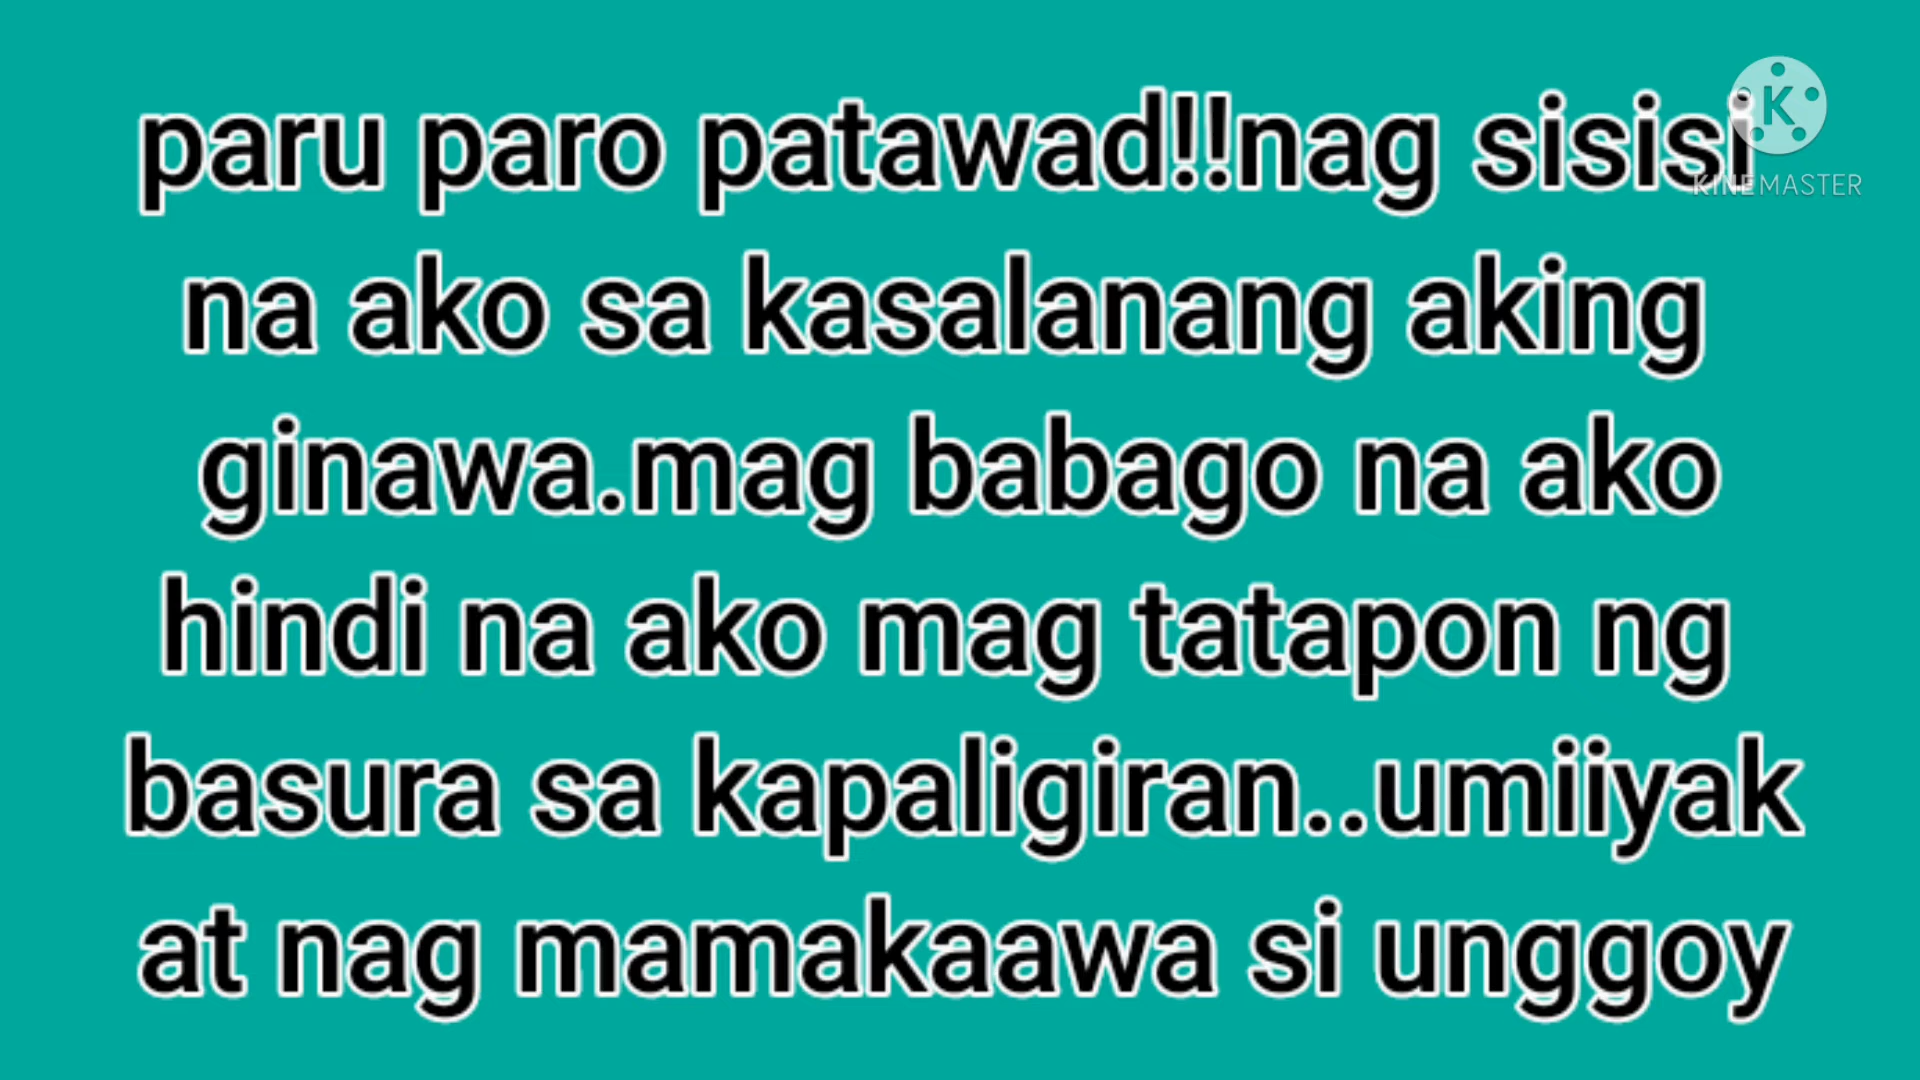 paru paro patawad!!nag sisisi
na ako sa kasalanang aking
ginawa.mag babago na ako
hindi na ako mag tatapon ng
basura sa kapaligiran..umiiyak
at nag mamakaawa si unggoy
K
KINEMASTER